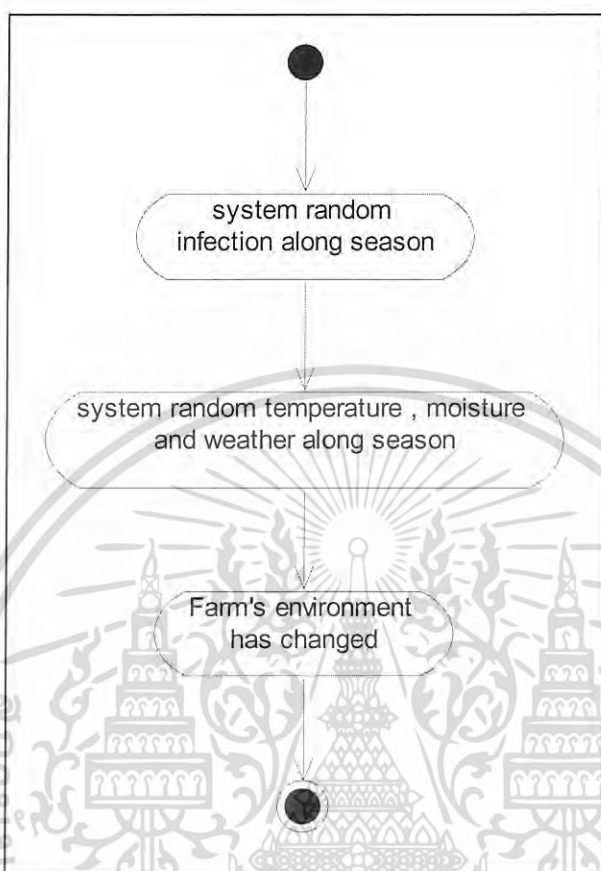 system random
infection along season
system random temperature , moisture
and weather along season
Farm's environment
has changed